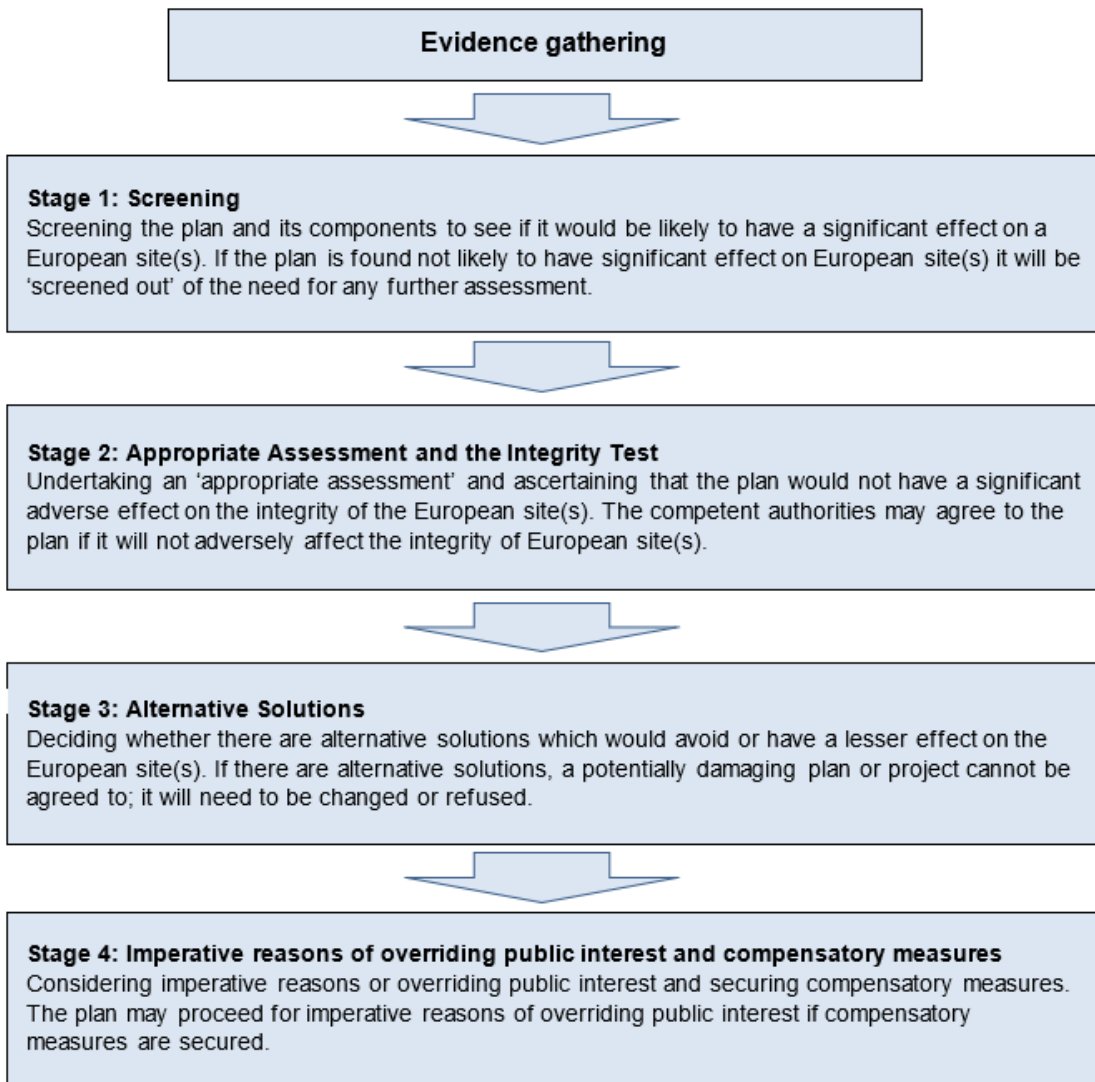 Evidence gathering
Stage 1: Screening
Screening the plan and its components to see if it would be likely to have a significant effect on a
European site(s). If the plan is found not likely to have significant effect on European site(s) it will be
‘screened out’ of the need for any further assessment.
Stage 2: Appropriate Assessment and the Integrity Test
Undertaking an ‘appropriate assessment’ and ascertaining that the plan would not have a significant
adverse effect on the integrity of the European site(s). The competent authorities may agree to the
plan if it will not adversely affect the integrity of European site(s).
Stage 3: Alternative Solutions
Deciding whether there are alternative solutions which would avoid or have a lesser effect on the
European site(s). If there are alternative solutions, a potentially damaging plan or project cannot be
agreed to; it will need to be changed or refused.
Stage 4: Imperative reasons of overriding public interest and compensatory measures
Considering imperative reasons or overriding public interest and securing compensatory measures.
The plan may proceed for imperative reasons of overriding public interest if compensatory
measures are secured.